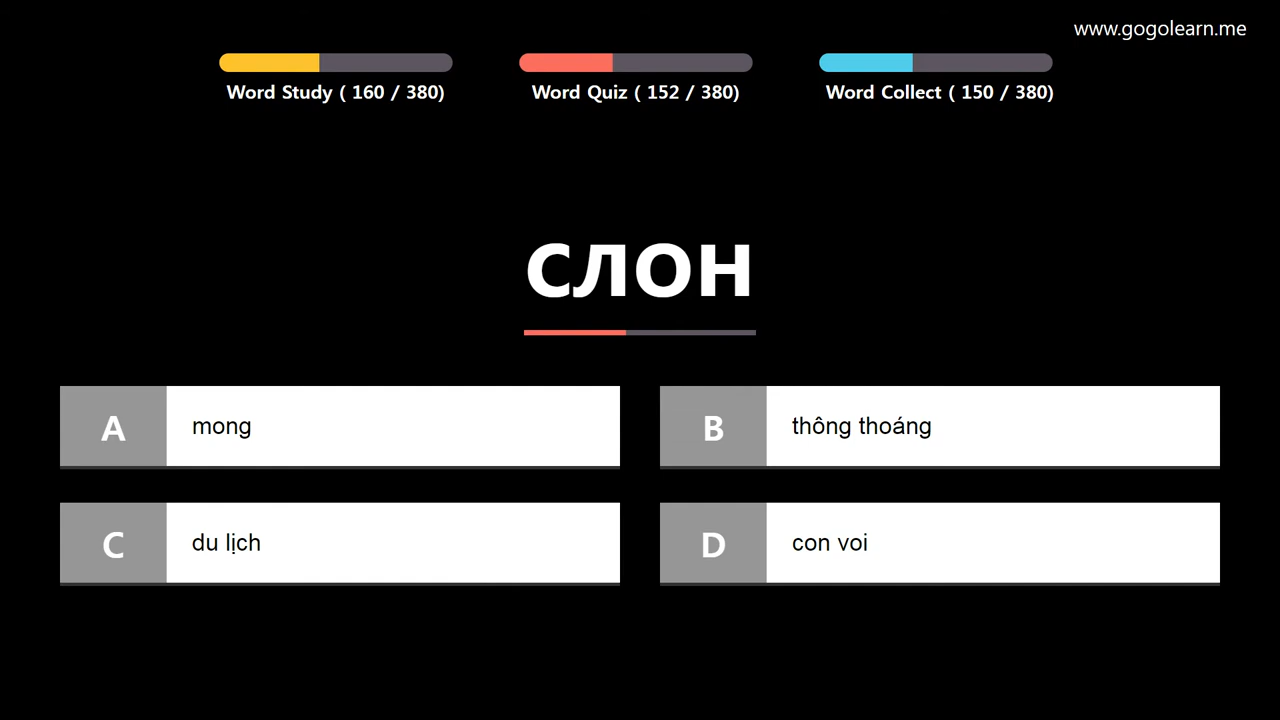 www.gogolearn.me
Word Study ( 160 / 380)
Word Quiz ( 152 / 380)
Word Collect ( 150 / 380)
СЛОН
A
mong
B
thông thoáng
C
du lịch
D
con voi